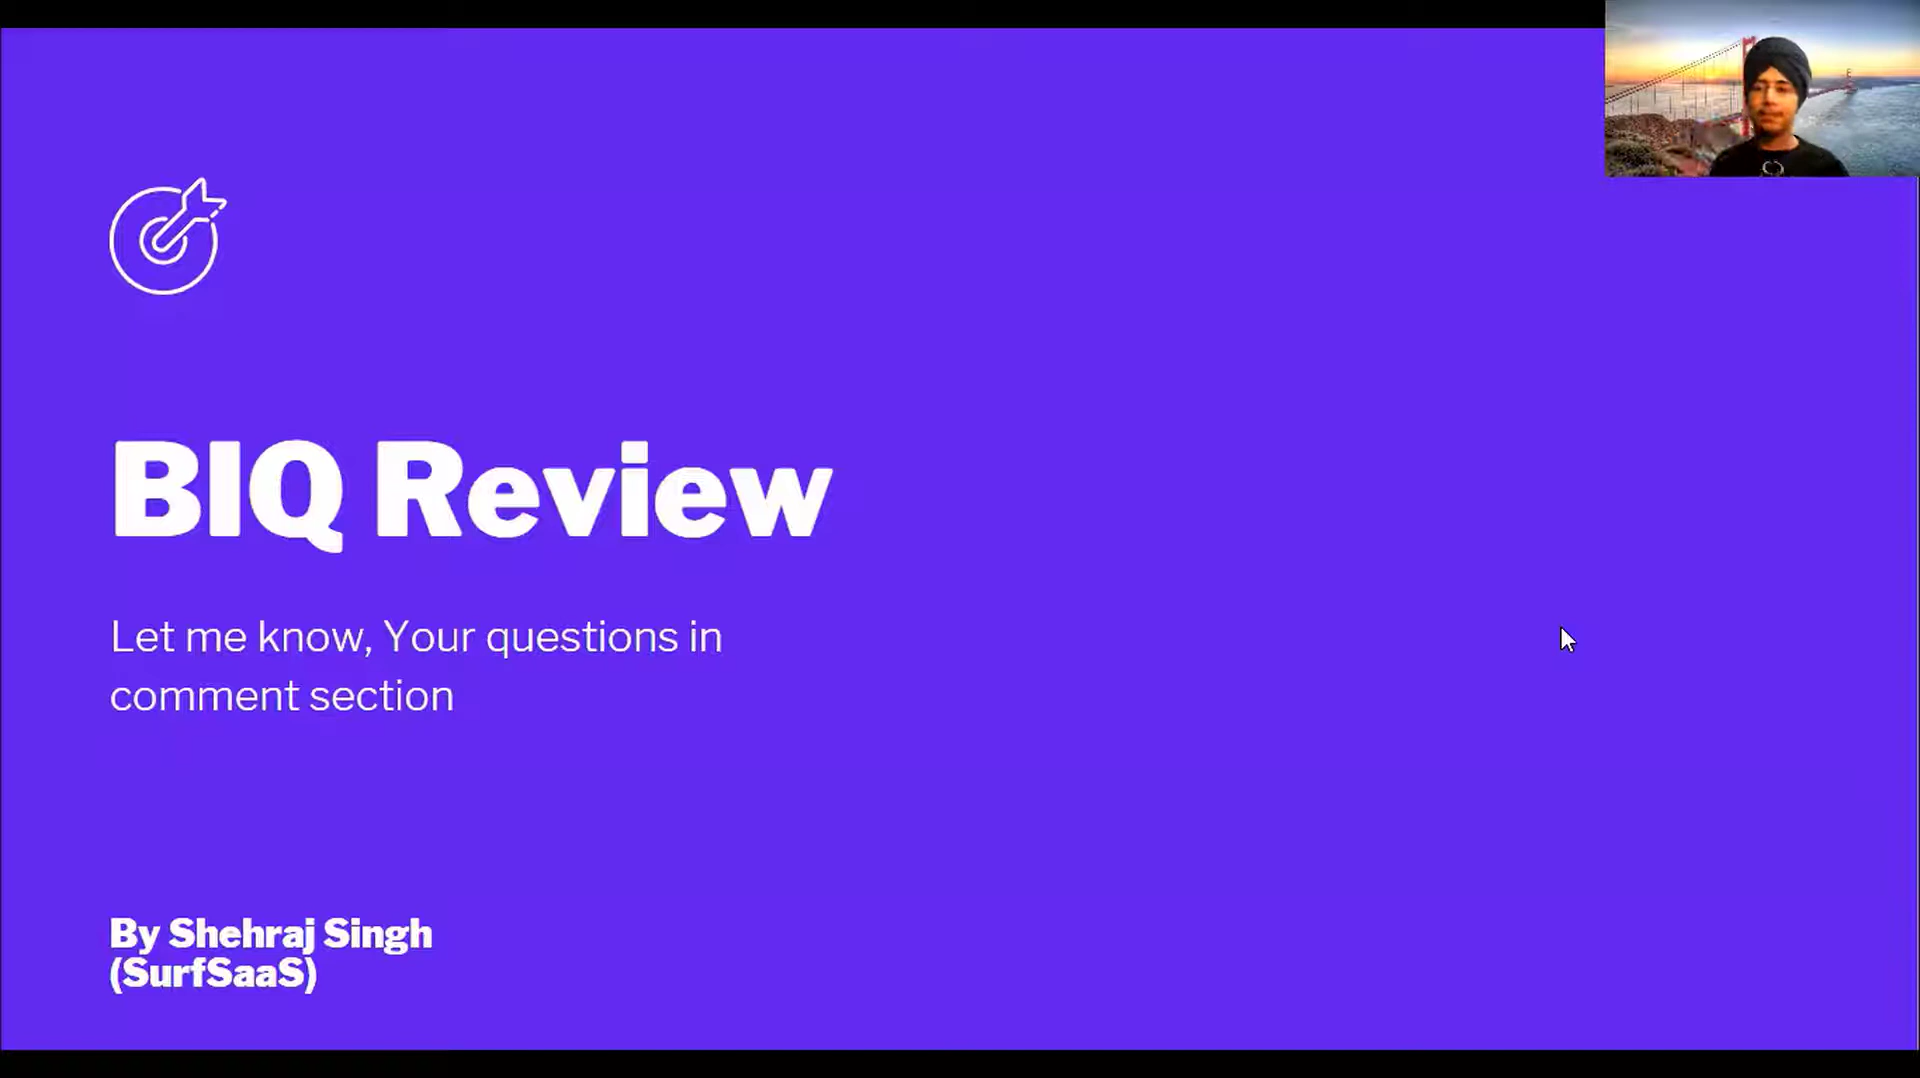 BIQ Review
Let me know, Your questions in
comment section
By Shehraj Singh
(SurfSaaS)